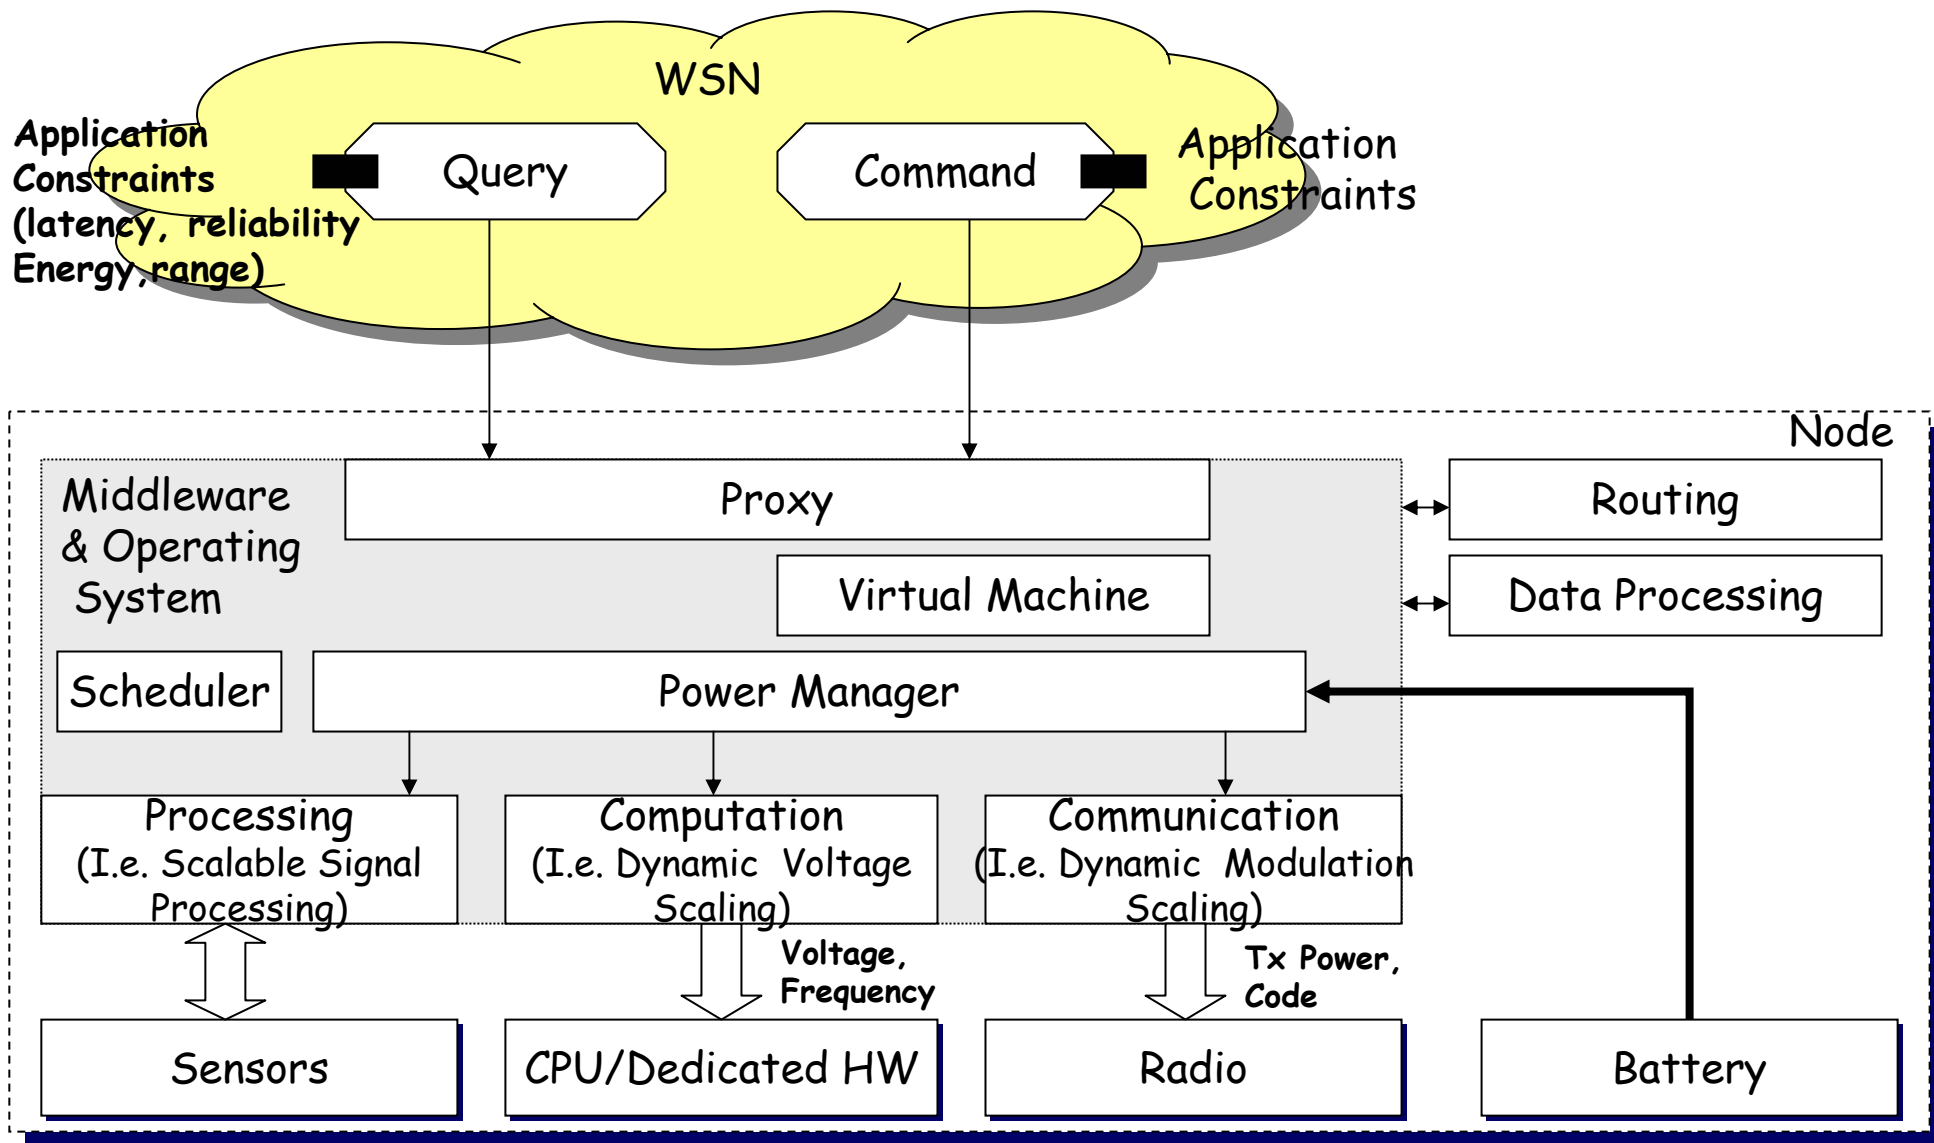 WSN
Application
Constraints
(latency, reliability
Energy,range)
Query
Command
Application
Constraints
Node
Middleware
& Operating
System
Proxy
Routing
Virtual Machine
Data Processing
Scheduler
Power Manager
Processing
(I.e. Scalable Signal
Processing)
Computation
(I.e. Dynamic Voltage
Scaling)
Communication
(I.e. Dynamic Modulation
Scaling)
Voltage,
Frequency
Tx Power,
Code
Sensors
CPU/Dedicated HW
Radio
Battery